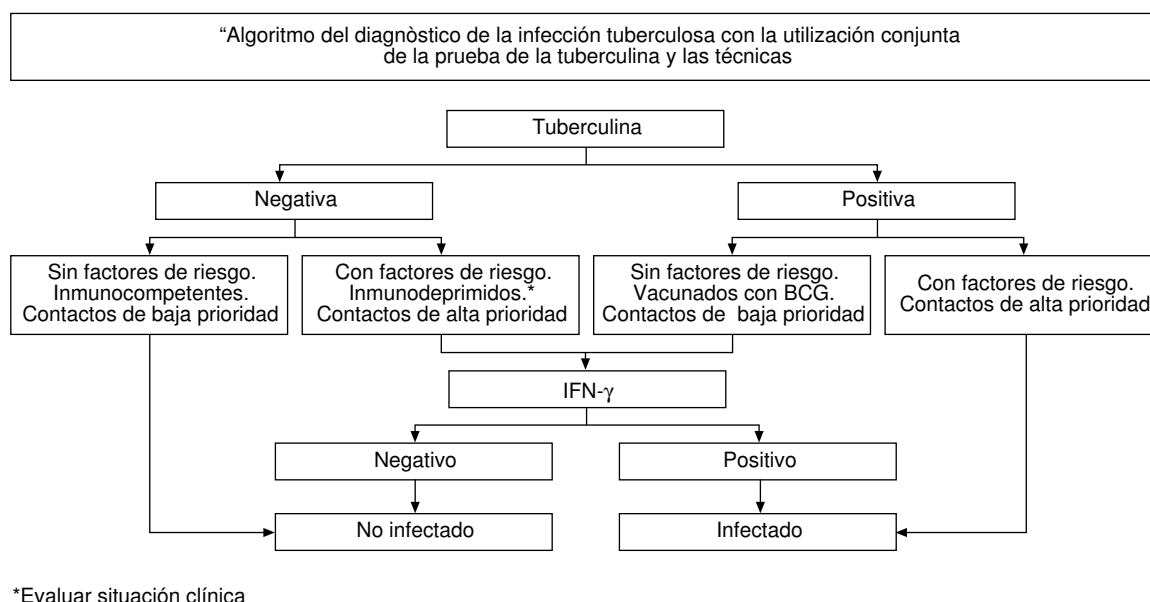 “Algoritmo del diagnòstico de la infección tuberculosa con la utilización conjunta
de la prueba de la tuberculina y las técnicas
Tuberculina
Negativa
Positiva
Sin factores de riesgo.
Inmunocompetentes.
Contactos de baja prioridad
Con factores de riesgo.
Inmunodeprimidos.*
Contactos de alta prioridad
Sin factores de riesgo.
Vacunados con BCG.
Contactos de baja prioridad
Con factores de riesgo.
Contactos de alta prioridad
IFN-γ
Negativo
Positivo
No infectado
Infectado
*Evaluar situación clínica